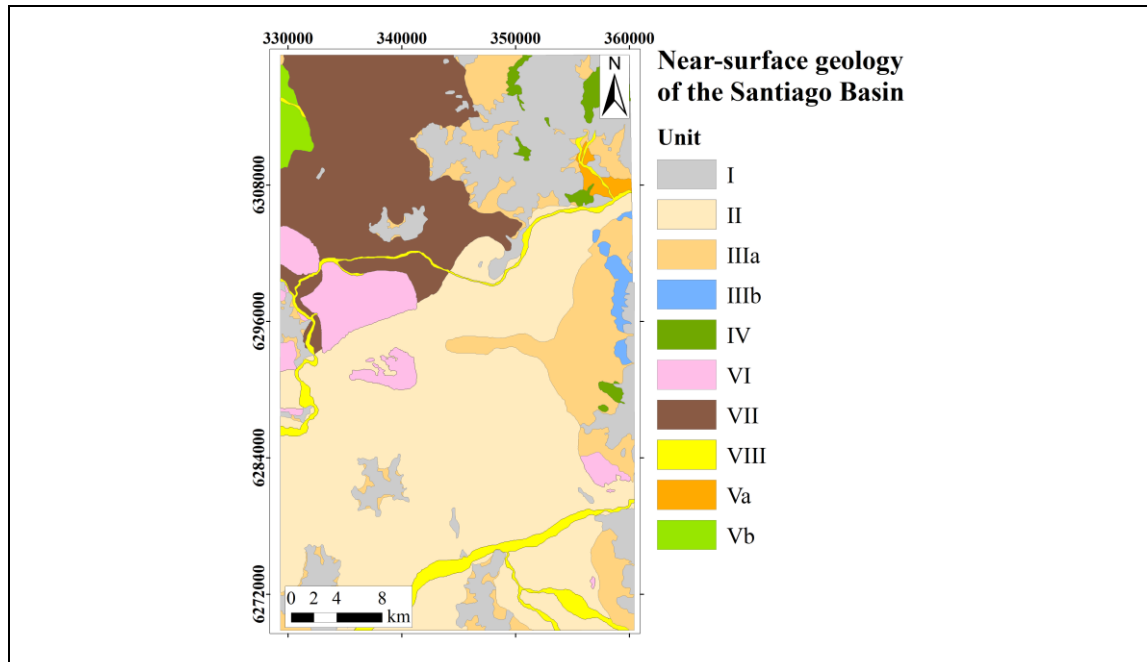 330000 340000 350000 360000
N
Near-surface geology
of the Santiago Basin
Unit
I
II
IIIa
IIIb
IV
VI
VII
VIII
Va
Vb
6308000
6296000
6284000
6272000
0 2 4 8
km